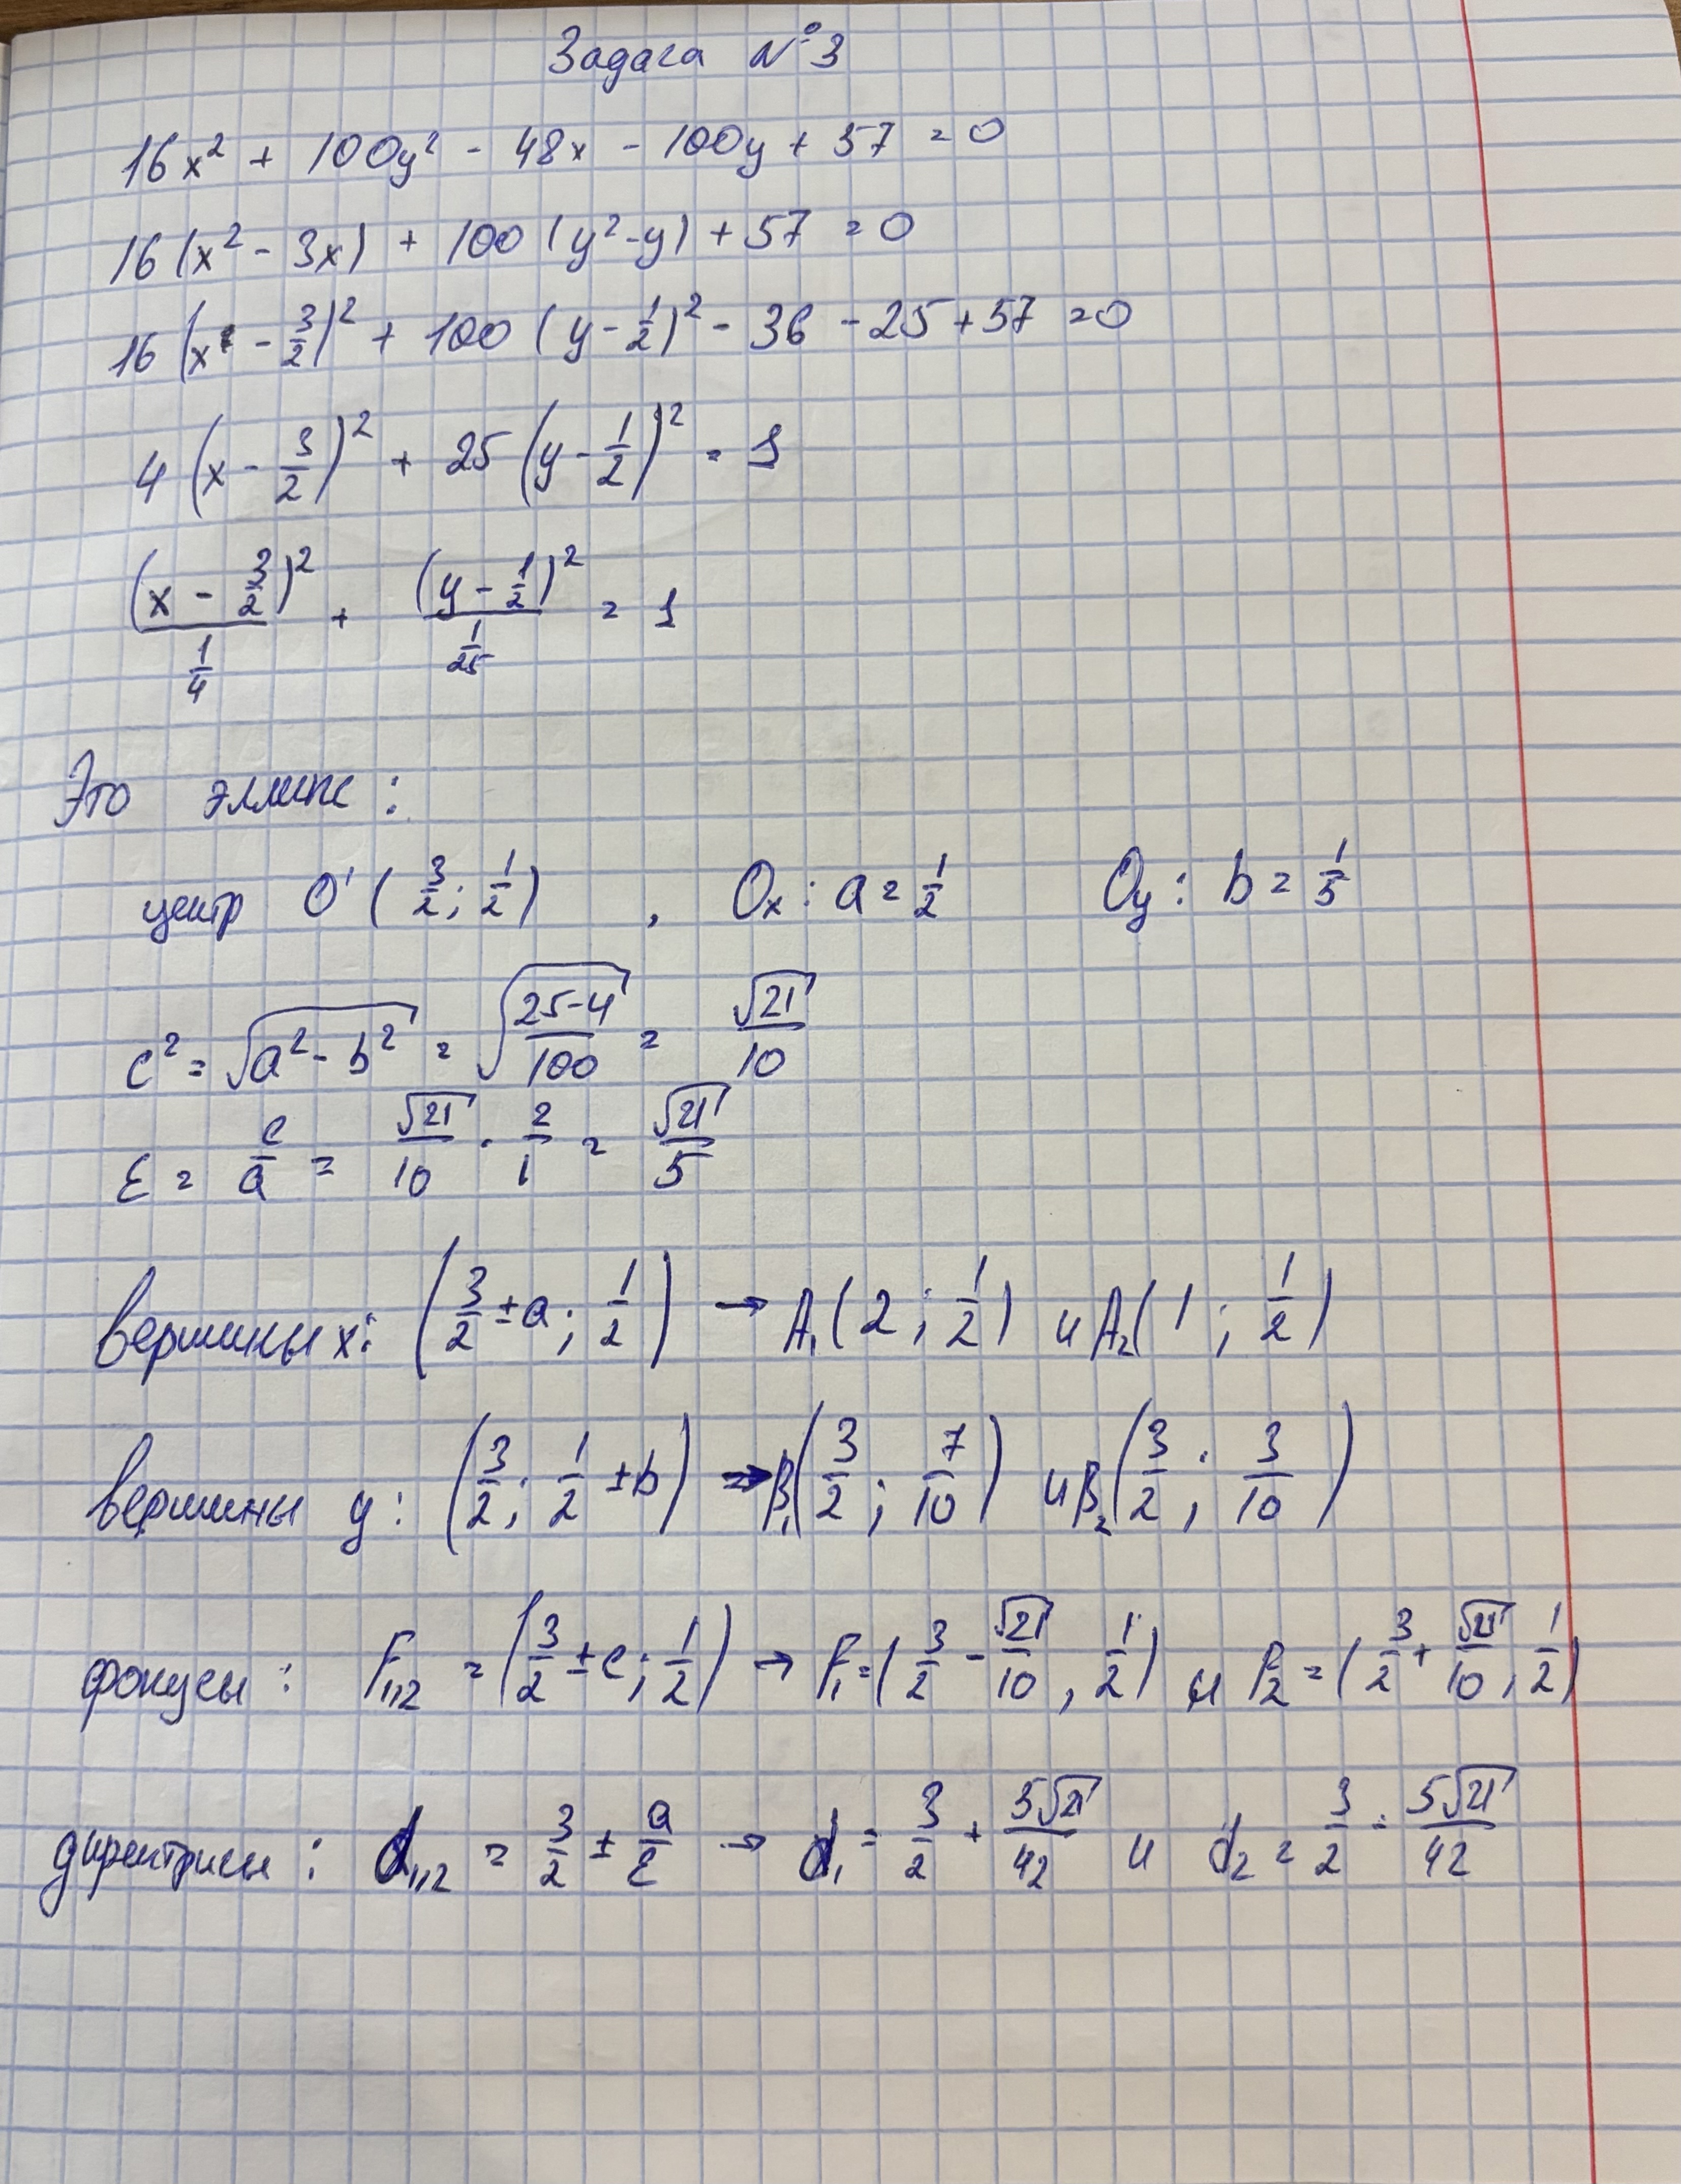 Задача №3
16x² + 100y² - 48x - 100y + 57 = 0
16(x² - 3x) + 100(y² - y) + 57 = 0
16(x - 3/2)² + 100(y - 1/2)² - 36 - 25 + 57 = 0
4(x - 3/2)² + 25(y - 1/2)² = 1
(x - 3/2)²/(1/4) + (y - 1/2)²/(1/25) = 1
Это эллипс:
центр O'(3/2; 1/2), Ox: a = 1/2 Oy: b = 1/5
c² = √(a² - b²) = √((25-4)/100) = √21/10
ε = c/a = √21/10 · 2/1 = √21/5
вершины x: (3/2 ± a; 1/2) → A₁(2; 1/2) и A₂(1; 1/2)
вершины y: (3/2; 1/2 ± b) → B₁(3/2; 7/10) и B₂(3/2; 3/10)
фокусы: F₁,₂ = (3/2 ± c; 1/2) → F₁ = (3/2 - √21/10, 1/2) и F₂ = (3/2 + √21/10, 1/2)
директрисы: d₁,₂ = 3/2 ± a/ε → d₁ = 3/2 + 5√21/42 и d₂ = 3/2 - 5√21/42